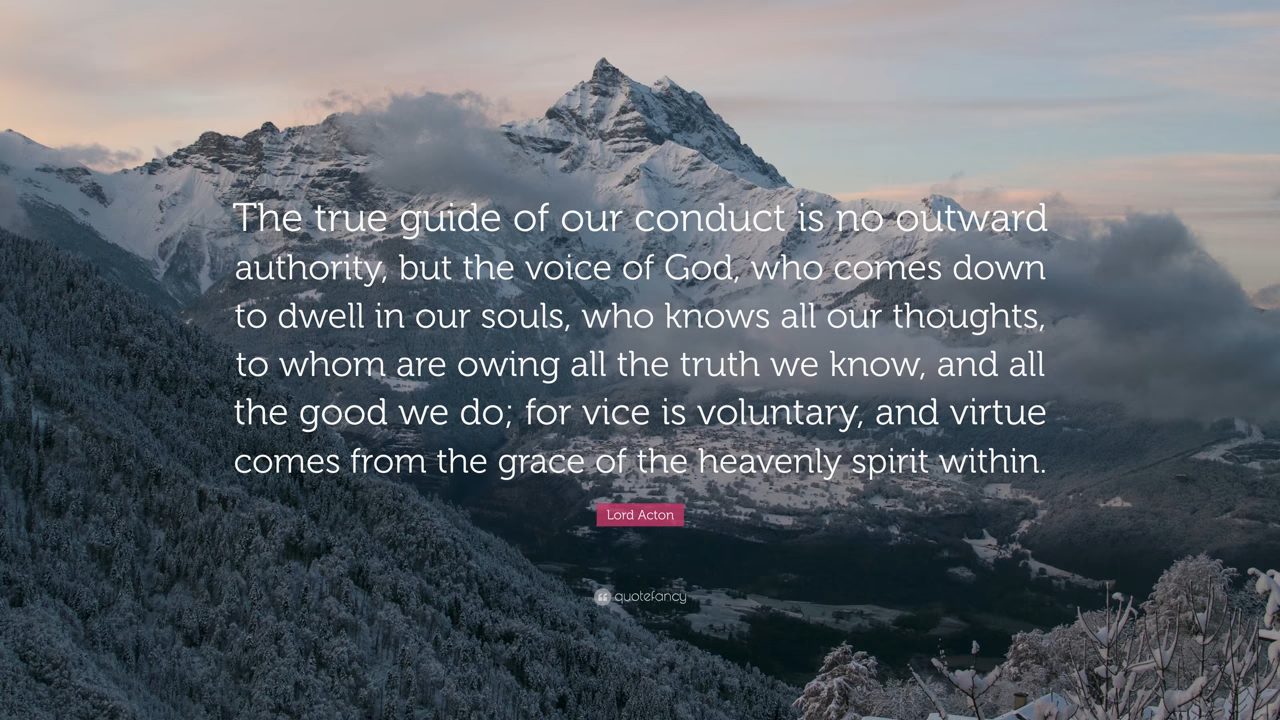 The true guide of our conduct is no outward
authority, but the voice of God, who comes down
to dwell in our souls, who knows all our thoughts,
to whom are owing all the truth we know, and all
the good we do; for vice is voluntary, and virtue
comes from the grace of the heavenly spirit within.
Lord Acton
quotefancy